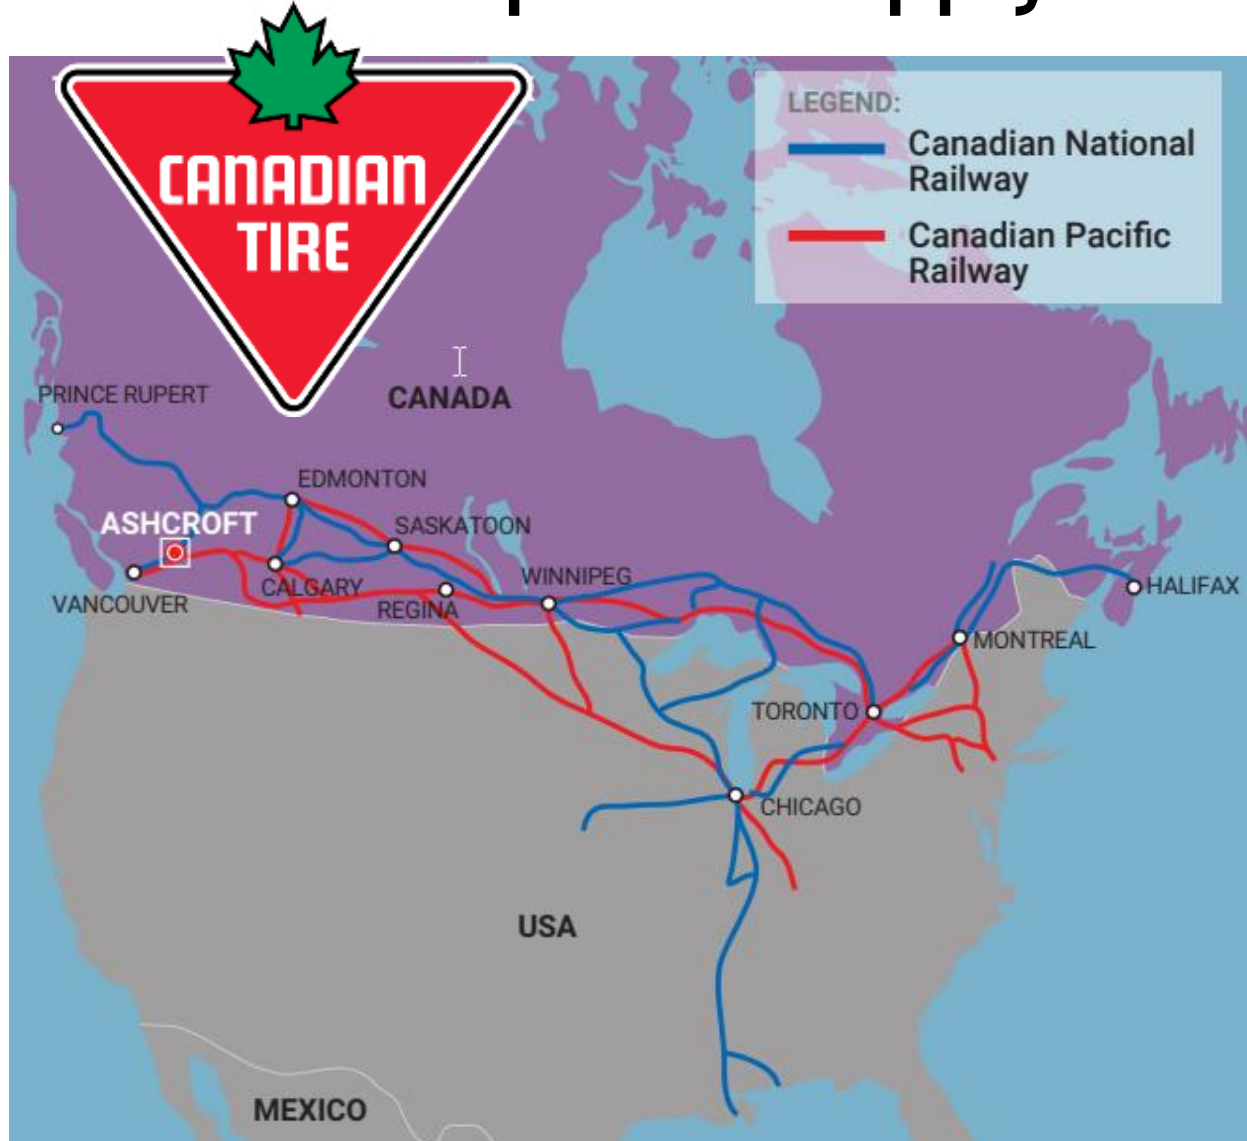 CANADIAN
TIRE
LEGEND:
Canadian National
Railway
Canadian Pacific
Railway
PRINCE RUPERT
CANADA
EDMONTON
ASHCROFT
SASKATOON
VANCOUVER
CALGARY
REGINA
WINNIPEG
HALIFAX
MONTREAL
TORONTO
CHICAGO
USA
MEXICO